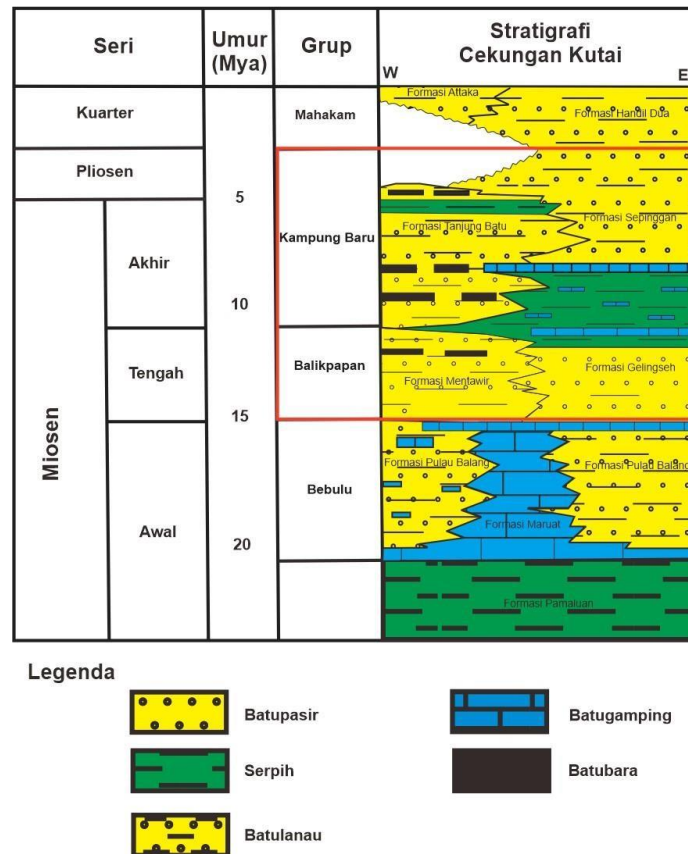 Seri
Umur
(Mya)
Grup
Stratigrafi
Cekungan Kutai
W
E
Kuarter
Mahakam
Formasi Attaka
Formasi Handil Dua
Pliosen
5
Kampung Baru
Formasi Tanjung Batu
Formasi Sepinggan
Miosen
Akhir
10
Tengah
Balikpapan
Formasi Mentawir
Formasi Gelingseh
15
Awal
Bebulu
Formasi Pulau Balang
Formasi Pulau Balang
Formasi Maruat
20
Formasi Pamaluan
Legenda
Batupasir
Batugamping
Serpih
Batubara
Batulanau